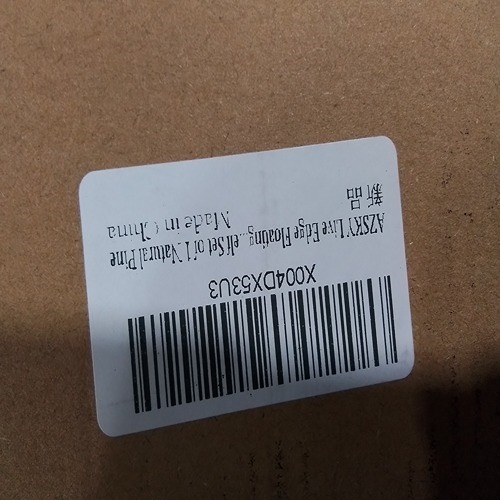 X004DX53U3
AZSKY Live Edge Floating...elf Set of 1 Natural Pine
新品
Made in China